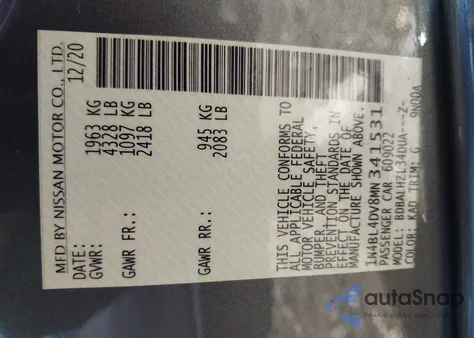 MFD BY NISSAN MOTOR CO., LTD.
DATE: 12/20
GVWR: 1963 KG
4328 LB
GAWR FR.: 1097 KG
2418 LB
GAWR RR.: 945 KG
2083 LB
THIS VEHICLE CONFORMS TO
ALL APPLICABLE FEDERAL
MOTOR VEHICLE SAFETY,
BUMPER, AND THEFT
PREVENTION STANDARDS IN
EFFECT ON THE DATE OF
MANUFACTURE SHOWN ABOVE.
1N4BL4DV8MN341531
PASSENGER CAR 609022
MODEL: BDBALHZL34DUA---Z-
COLOR: KAD TRIM: G 9N00A
autaSnap